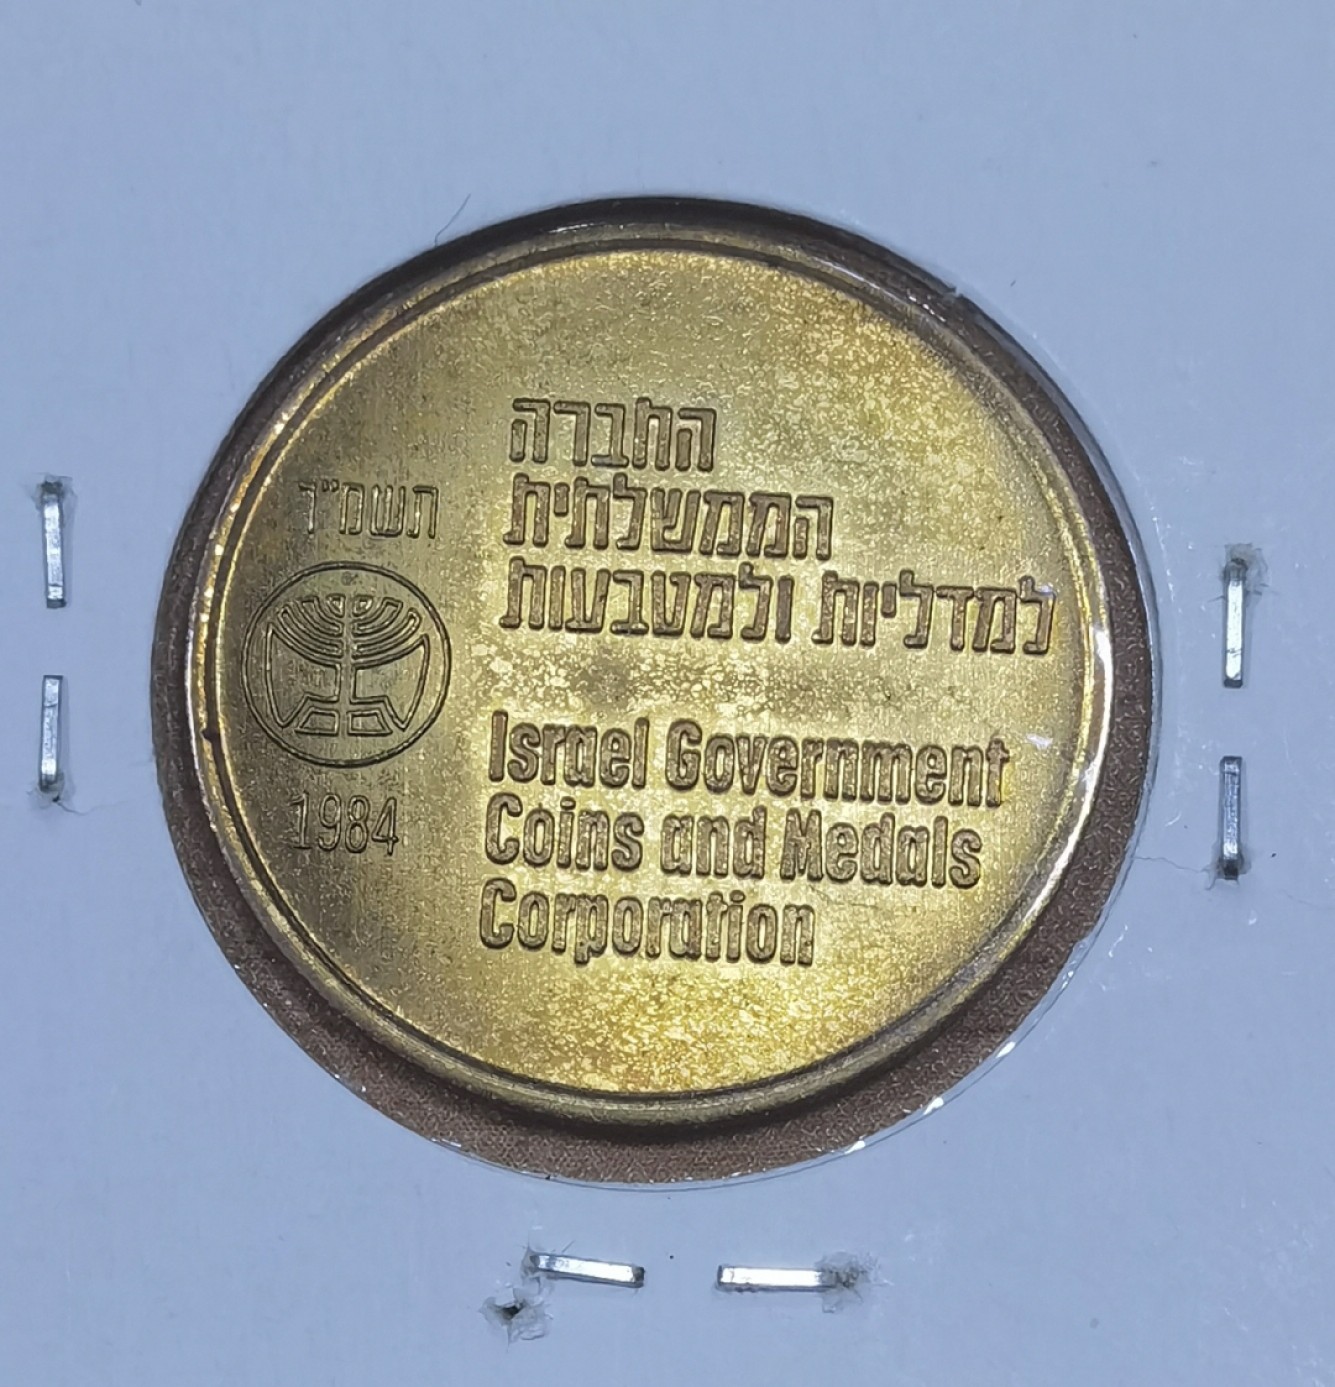 החברה
הממשלתית
למדליות ולמטבעות
Israel Government
Coins and Medals
Corporation
תשמ"ד
1984